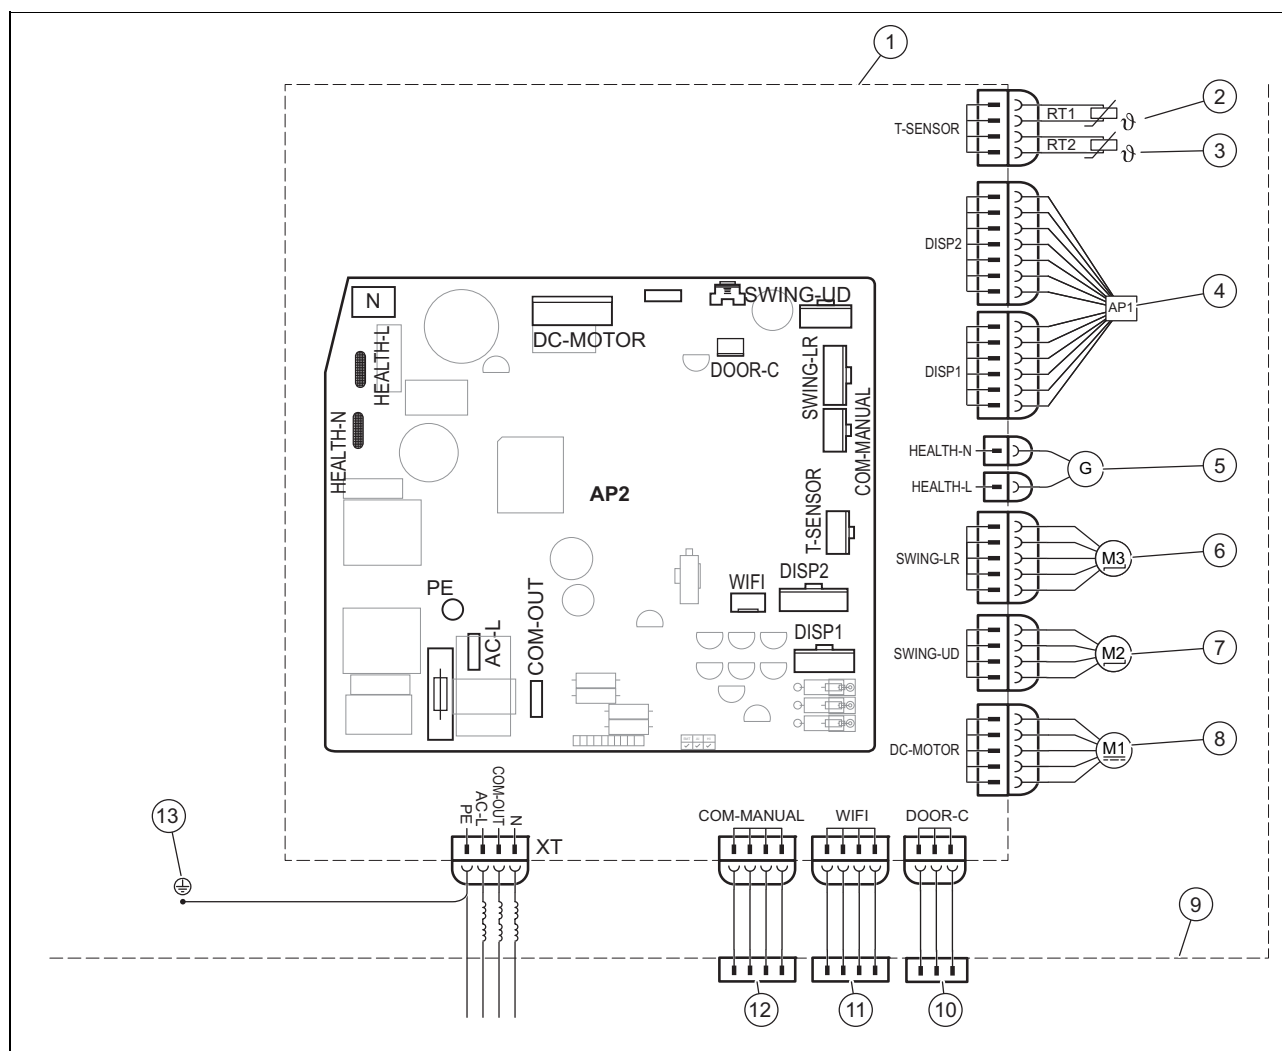 1
2
RT1
ϑ
T-SENSOR
RT2
ϑ
3
DISP2
4
AP1
DISP1
N
SWING-UD
DC-MOTOR
HEALTH-L
DOOR-C
SWING-LR
HEALTH-N
COM-MANUAL
AP2
T-SENSOR
HEALTH-N
G
5
HEALTH-L
SWING-LR
M3
6
WIFI
DISP2
PE
AC-L
COM-OUT
DISP1
SWING-UD
M2
7
DC-MOTOR
M1
8
PE
AC-L
COM-OUT
N
XT
COM-MANUAL
WIFI
DOOR-C
13
9
12
11
10